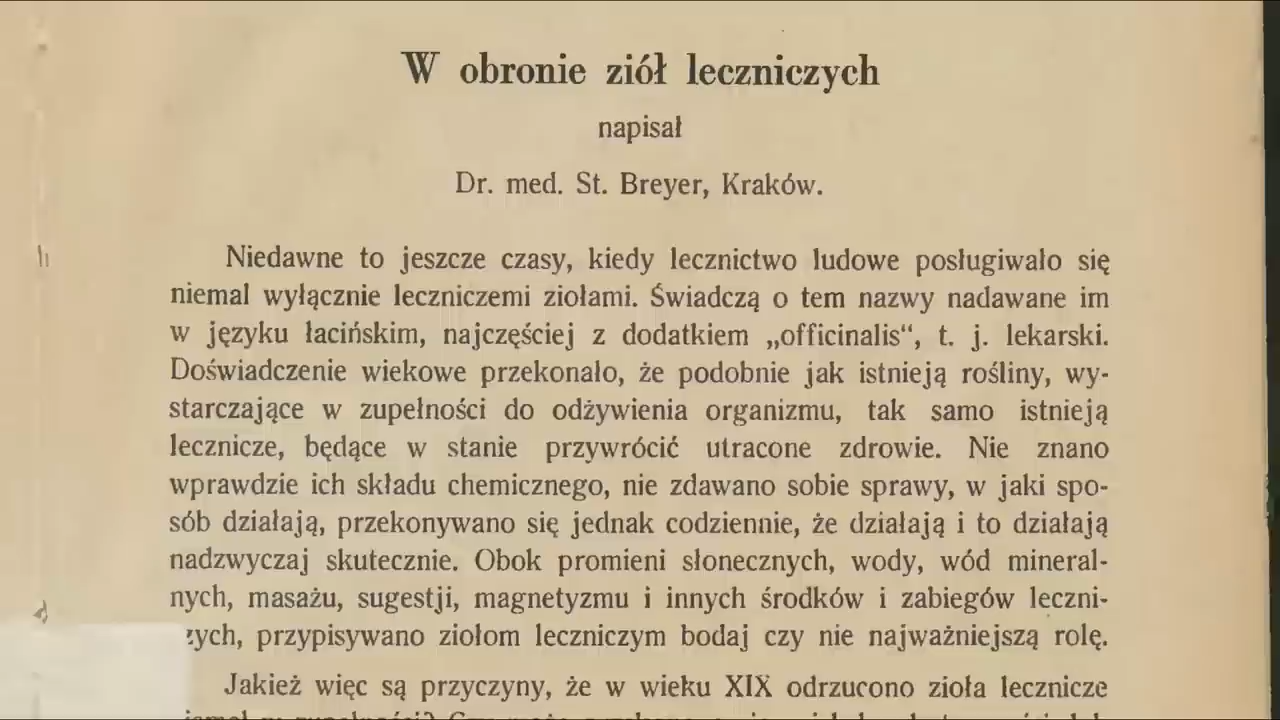 W obronie ziół leczniczych
napisał
Dr. med. St. Breyer, Kraków.
Niedawne to jeszcze czasy, kiedy lecznictwo ludowe posługiwało się
niemal wyłącznie leczniczemi ziołami. Świadczą o tem nazwy nadawane im
w języku łacińskim, najczęściej z dodatkiem „officinalis“, t. j. lekarski.
Doświadczenie wiekowe przekonało, że podobnie jak istnieją rośliny, wy-
starczające w zupełności do odżywienia organizmu, tak samo istnieją
lecznicze, będące w stanie przywrócić utracone zdrowie. Nie znano
wprawdzie ich składu chemicznego, nie zdawano sobie sprawy, w jaki spo-
sób działają, przekonywano się jednak codziennie, że działają i to działają
nadzwyczaj skutecznie. Obok promieni słonecznych, wody, wód mineral-
nych, masażu, sugestji, magnetyzmu i innych środków i zabiegów leczni-
zych, przypisywano ziołom leczniczym bodaj czy nie najważniejszą rolę.
Jakież więc są przyczyny, że w wieku XIX odrzucono zioła lecznicze